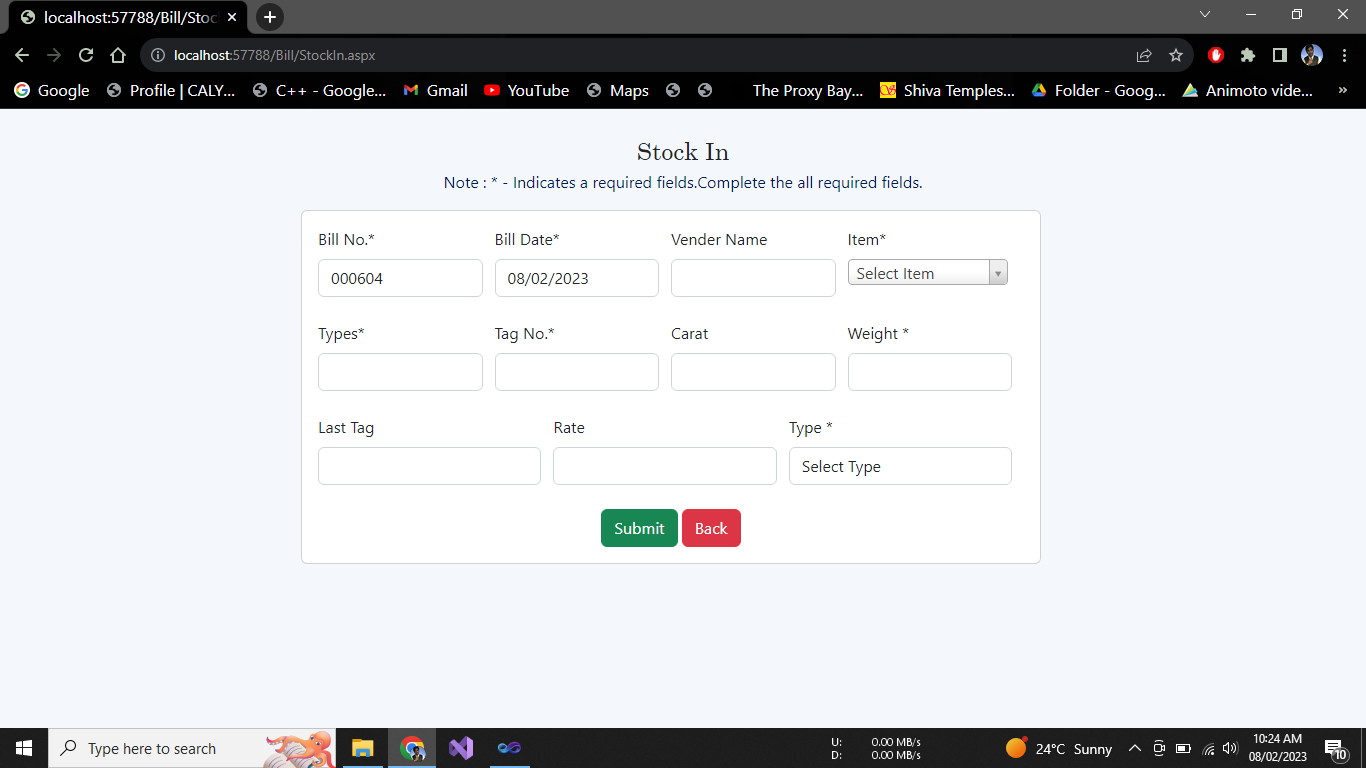 localhost:57788/Bill/Stoc
localhost:57788/Bill/StockIn.aspx
Google Profile | CALY... C++ - Google... Gmail YouTube Maps The Proxy Bay... Shiva Temples... Folder - Goog... Animoto vide... »
Stock In
Note : * - Indicates a required fields.Complete the all required fields.
Bill No.* Bill Date* Vender Name Item*
000604 08/02/2023 Select Item
Types* Tag No.* Carat Weight *
Last Tag Rate Type *
Select Type
Submit Back
Type here to search
U: 0.00 MB/s
D: 0.00 MB/s
24°C Sunny
10:24 AM
08/02/2023
10